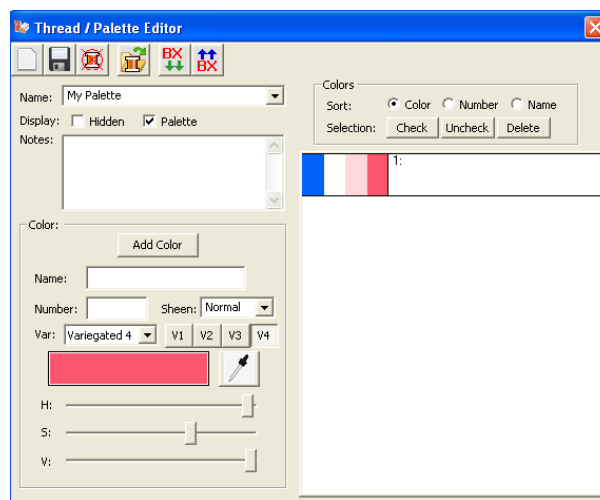 Thread / Palette Editor
BX
BX
Name: My Palette
Display: Hidden Palette
Notes:
Color:
Add Color
Name:
Number: Sheen: Normal
Var: Variegated 4 V1 V2 V3 V4
H:
S:
V:
Colors
Sort: Color Number Name
Selection: Check Uncheck Delete
1: